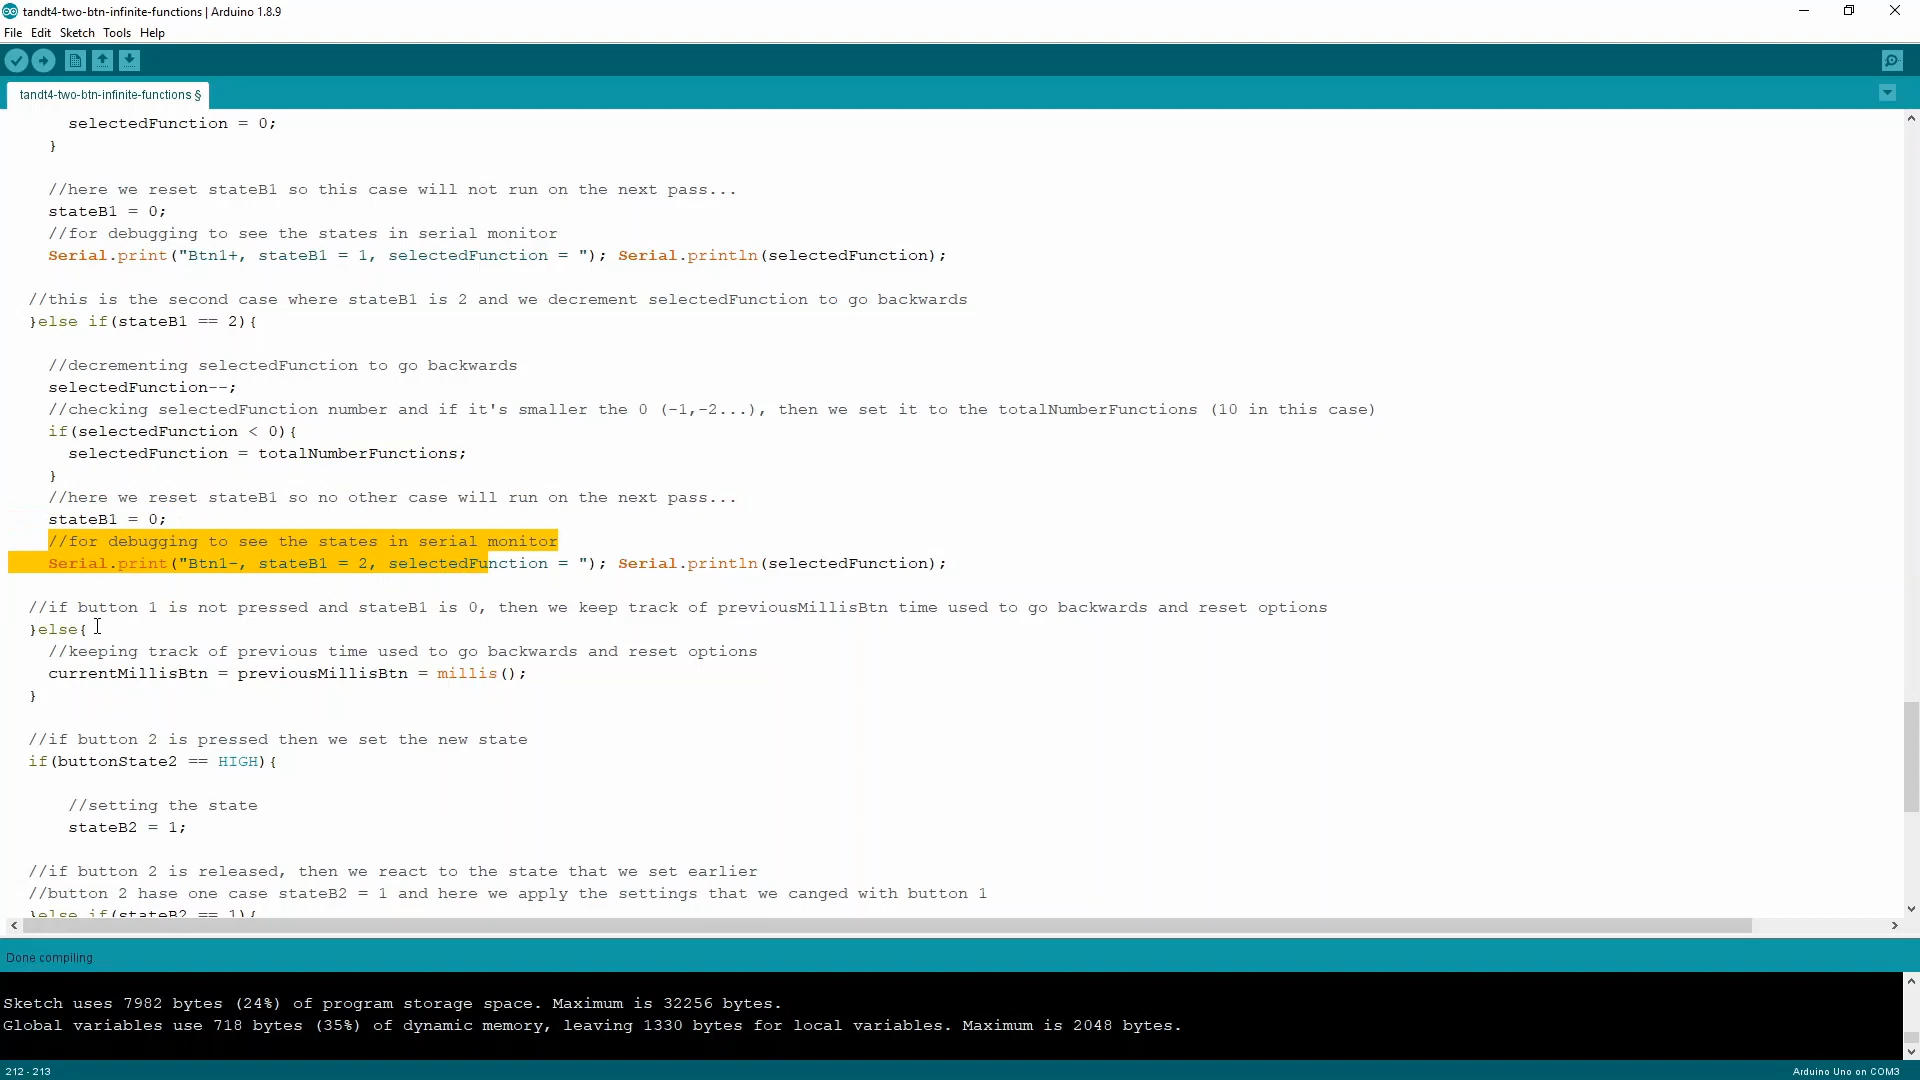 tandt4-two-btn-infinite-functions | Arduino 1.8.9
File Edit Sketch Tools Help
tandt4-two-btn-infinite-functions §
selectedFunction = 0;
}
//here we reset stateB1 so this case will not run on the next pass...
stateB1 = 0;
//for debugging to see the states in serial monitor
Serial.print("Btn1+, stateB1 = 1, selectedFunction = "); Serial.println(selectedFunction);
//this is the second case where stateB1 is 2 and we decrement selectedFunction to go backwards
}else if(stateB1 == 2){
//decrementing selectedFunction to go backwards
selectedFunction--;
//checking selectedFunction number and if it's smaller the 0 (-1,-2...), then we set it to the totalNumberFunctions (10 in this case)
if(selectedFunction < 0){
selectedFunction = totalNumberFunctions;
}
//here we reset stateB1 so no other case will run on the next pass...
stateB1 = 0;
//for debugging to see the states in serial monitor
Serial.print("Btn1-, stateB1 = 2, selectedFunction = "); Serial.println(selectedFunction);
//if button 1 is not pressed and stateB1 is 0, then we keep track of previousMillisBtn time used to go backwards and reset options
}else{
//keeping track of previous time used to go backwards and reset options
currentMillisBtn = previousMillisBtn = millis();
}
//if button 2 is pressed then we set the new state
if(buttonState2 == HIGH){
//setting the state
stateB2 = 1;
//if button 2 is released, then we react to the state that we set earlier
//button 2 hase one case stateB2 = 1 and here we apply the settings that we canged with button 1
}else if(stateB2 == 1){
Done compiling.
Sketch uses 7982 bytes (24%) of program storage space. Maximum is 32256 bytes.
Global variables use 718 bytes (35%) of dynamic memory, leaving 1330 bytes for local variables. Maximum is 2048 bytes.
212 - 213
Arduino Uno on COM3